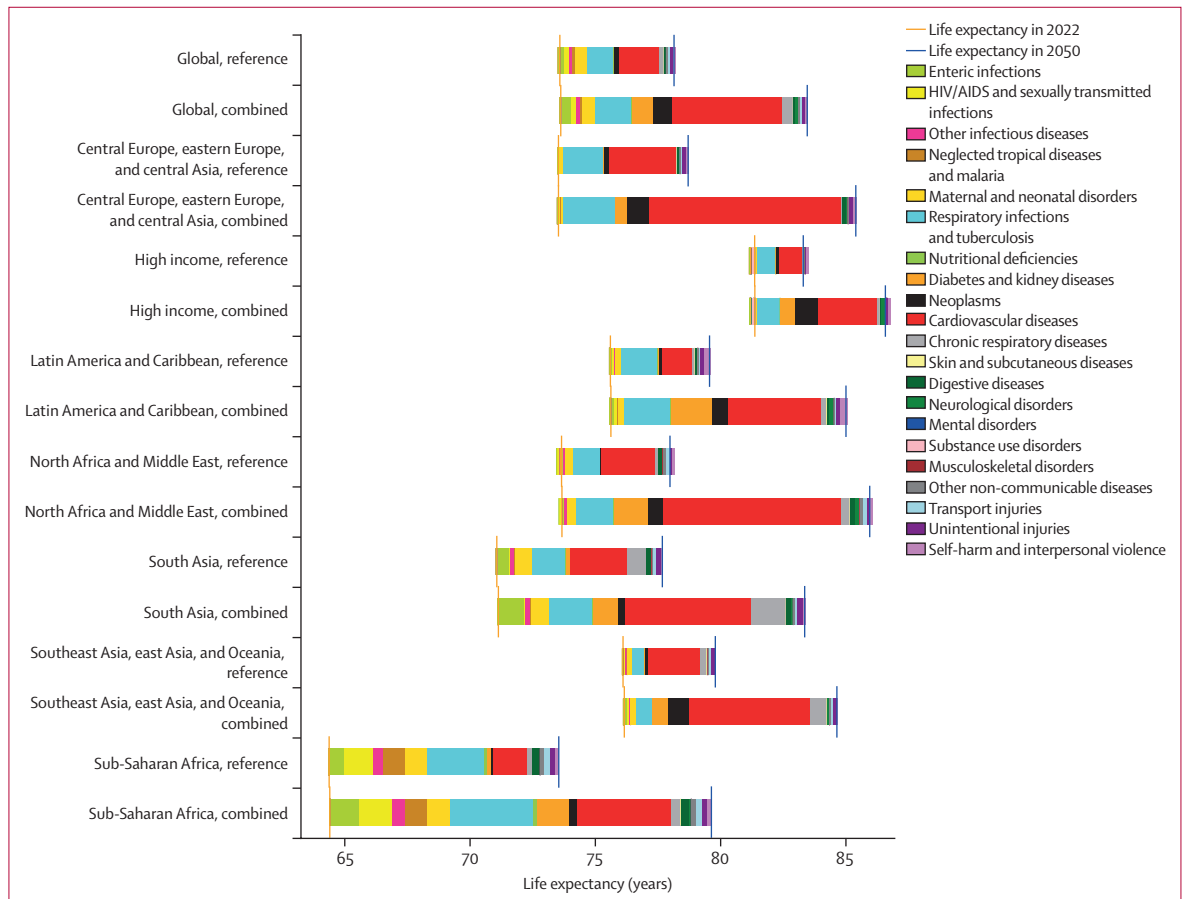 Global, reference
Global, combined
Central Europe, eastern Europe,
and central Asia, reference
Central Europe, eastern Europe,
and central Asia, combined
High income, reference
High income, combined
Latin America and Caribbean, reference
Latin America and Caribbean, combined
North Africa and Middle East, reference
North Africa and Middle East, combined
South Asia, reference
South Asia, combined
Southeast Asia, east Asia, and Oceania,
reference
Southeast Asia, east Asia, and Oceania,
combined
Sub-Saharan Africa, reference
Sub-Saharan Africa, combined
65 70 75 80 85
Life expectancy (years)
Life expectancy in 2022
Life expectancy in 2050
Enteric infections
HIV/AIDS and sexually transmitted
infections
Other infectious diseases
Neglected tropical diseases
and malaria
Maternal and neonatal disorders
Respiratory infections
and tuberculosis
Nutritional deficiencies
Diabetes and kidney diseases
Neoplasms
Cardiovascular diseases
Chronic respiratory diseases
Skin and subcutaneous diseases
Digestive diseases
Neurological disorders
Mental disorders
Substance use disorders
Musculoskeletal disorders
Other non-communicable diseases
Transport injuries
Unintentional injuries
Self-harm and interpersonal violence